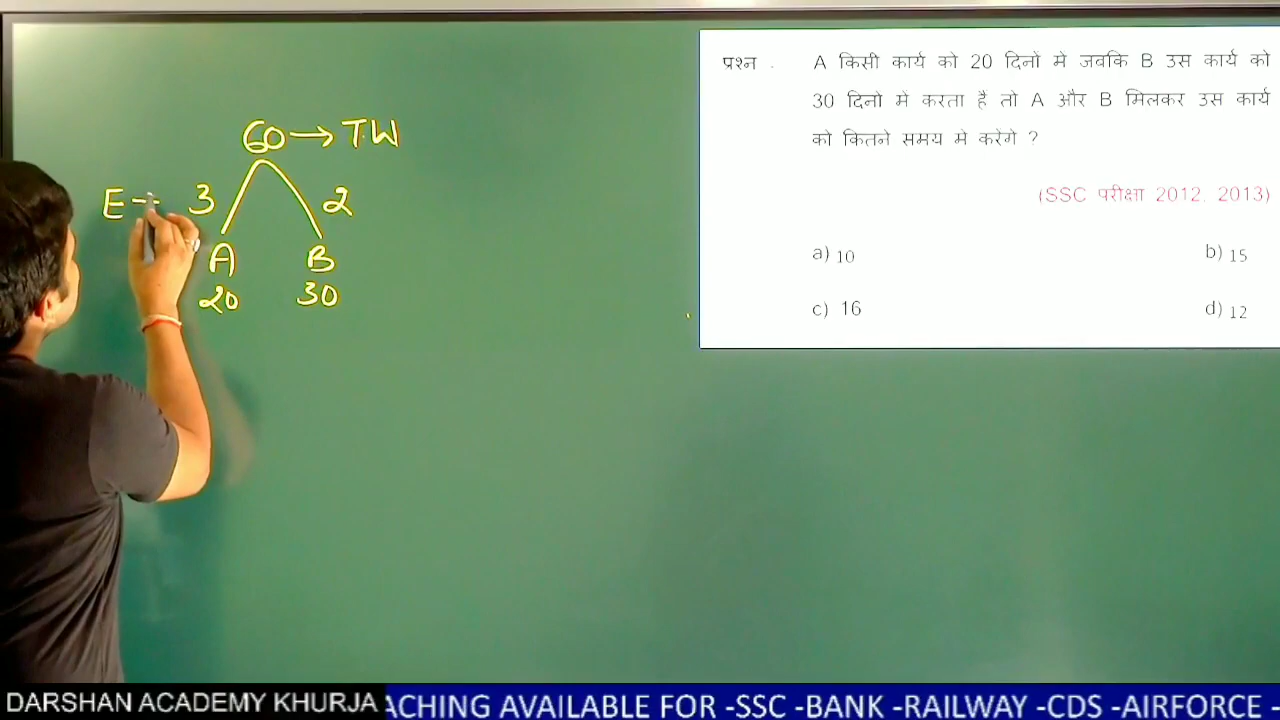 60 → T.W
E → 3 2
A B
20 30
प्रश्न . A किसी कार्य को 20 दिनों मे जबकि B उस कार्य को
30 दिनो में करता है तो A और B मिलकर उस कार्य
को कितने समय मे करेगे ?
(SSC परीक्षा 2012, 2013)
a) 10 b) 15
c) 16 d) 12
DARSHAN ACADEMY KHURJA ACHING AVAILABLE FOR -SSC -BANK -RAILWAY -CDS -AIRFORCE -